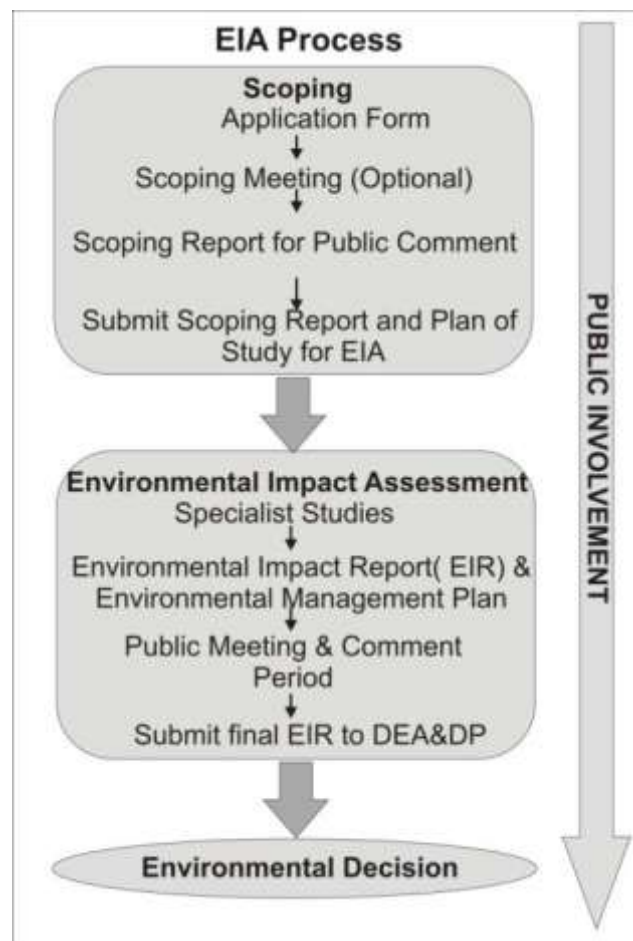 EIA Process
Scoping
Application Form
Scoping Meeting (Optional)
Scoping Report for Public Comment
Submit Scoping Report and Plan of
Study for EIA
Environmental Impact Assessment
Specialist Studies
Environmental Impact Report( EIR) &
Environmental Management Plan
Public Meeting & Comment
Period
Submit final EIR to DEA&DP
Environmental Decision
PUBLIC INVOLVEMENT